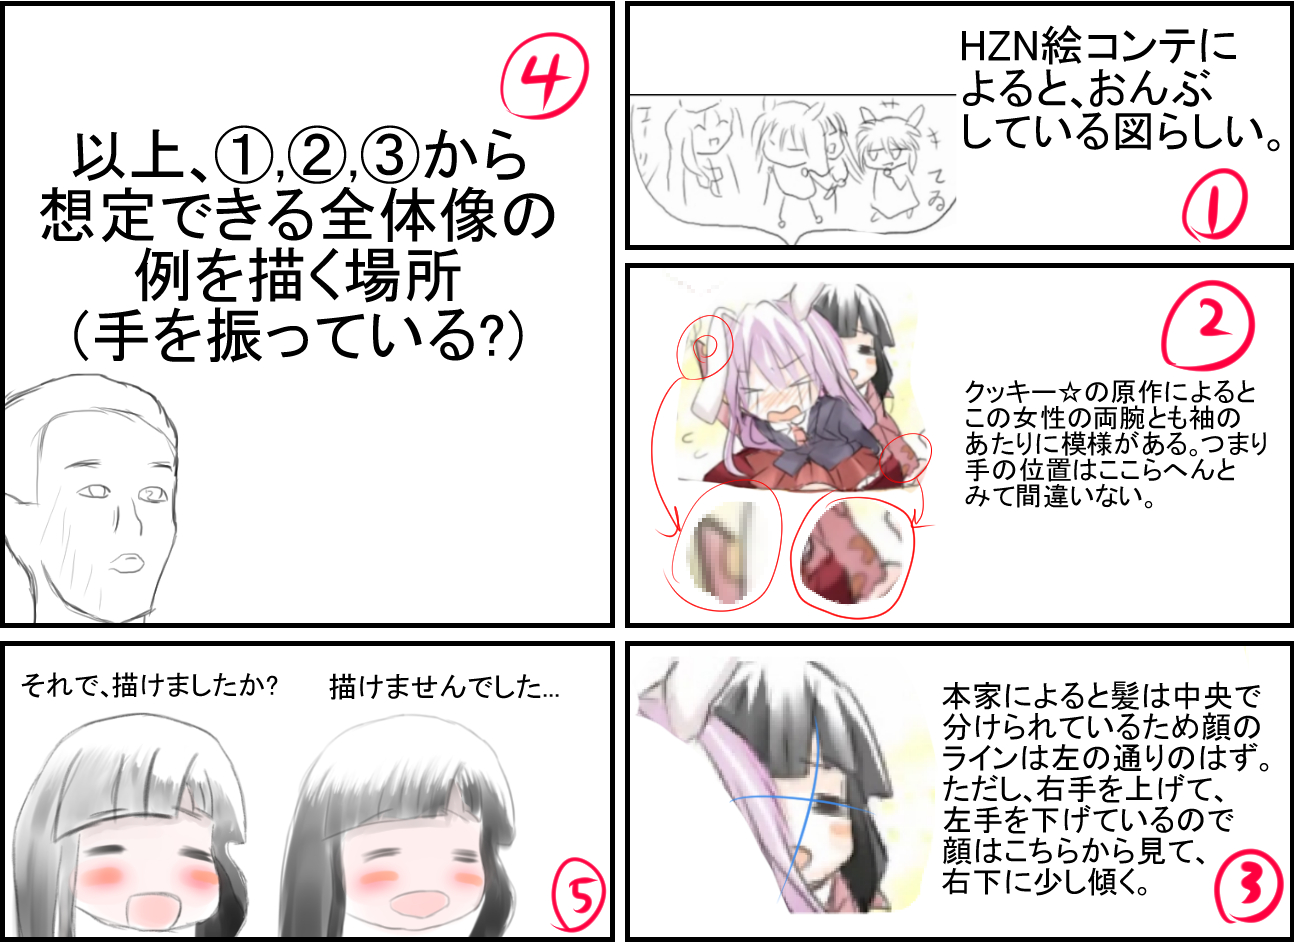 HZN絵コンテに
よると、おんぶ
している図らしい。
①
てゐ
②
クッキー☆の原作によると
この女性の両腕とも袖の
あたりに模様がある。つまり
手の位置はここらへんと
みて間違いない。
本家によると髪は中央で
分けられているため顔の
ラインは左の通りのはず。
ただし、右手を上げて、
左手を下げているので
顔はこちらから見て、
右下に少し傾く。
③
④
以上、①,②,③から
想定できる全体像の
例を描く場所
(手を振っている?)
それで、描けましたか?
描けませんでした...
⑤